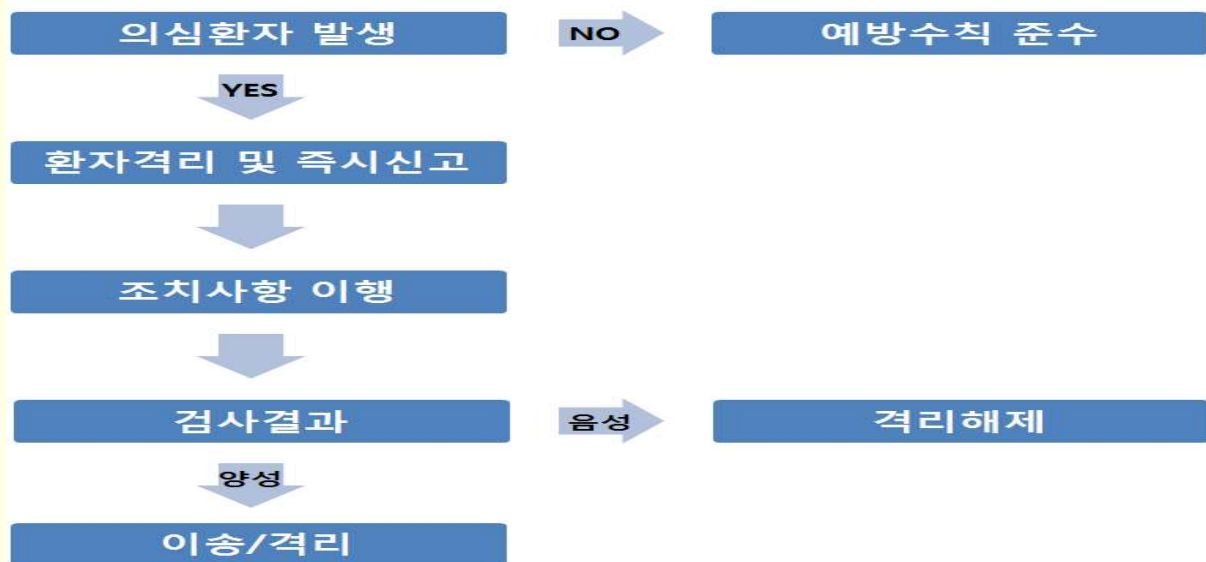 의심환자 발생
NO
예방수칙 준수
YES
환자격리 및 즉시신고
조치사항 이행
검사결과
음성
격리해제
양성
이송/격리